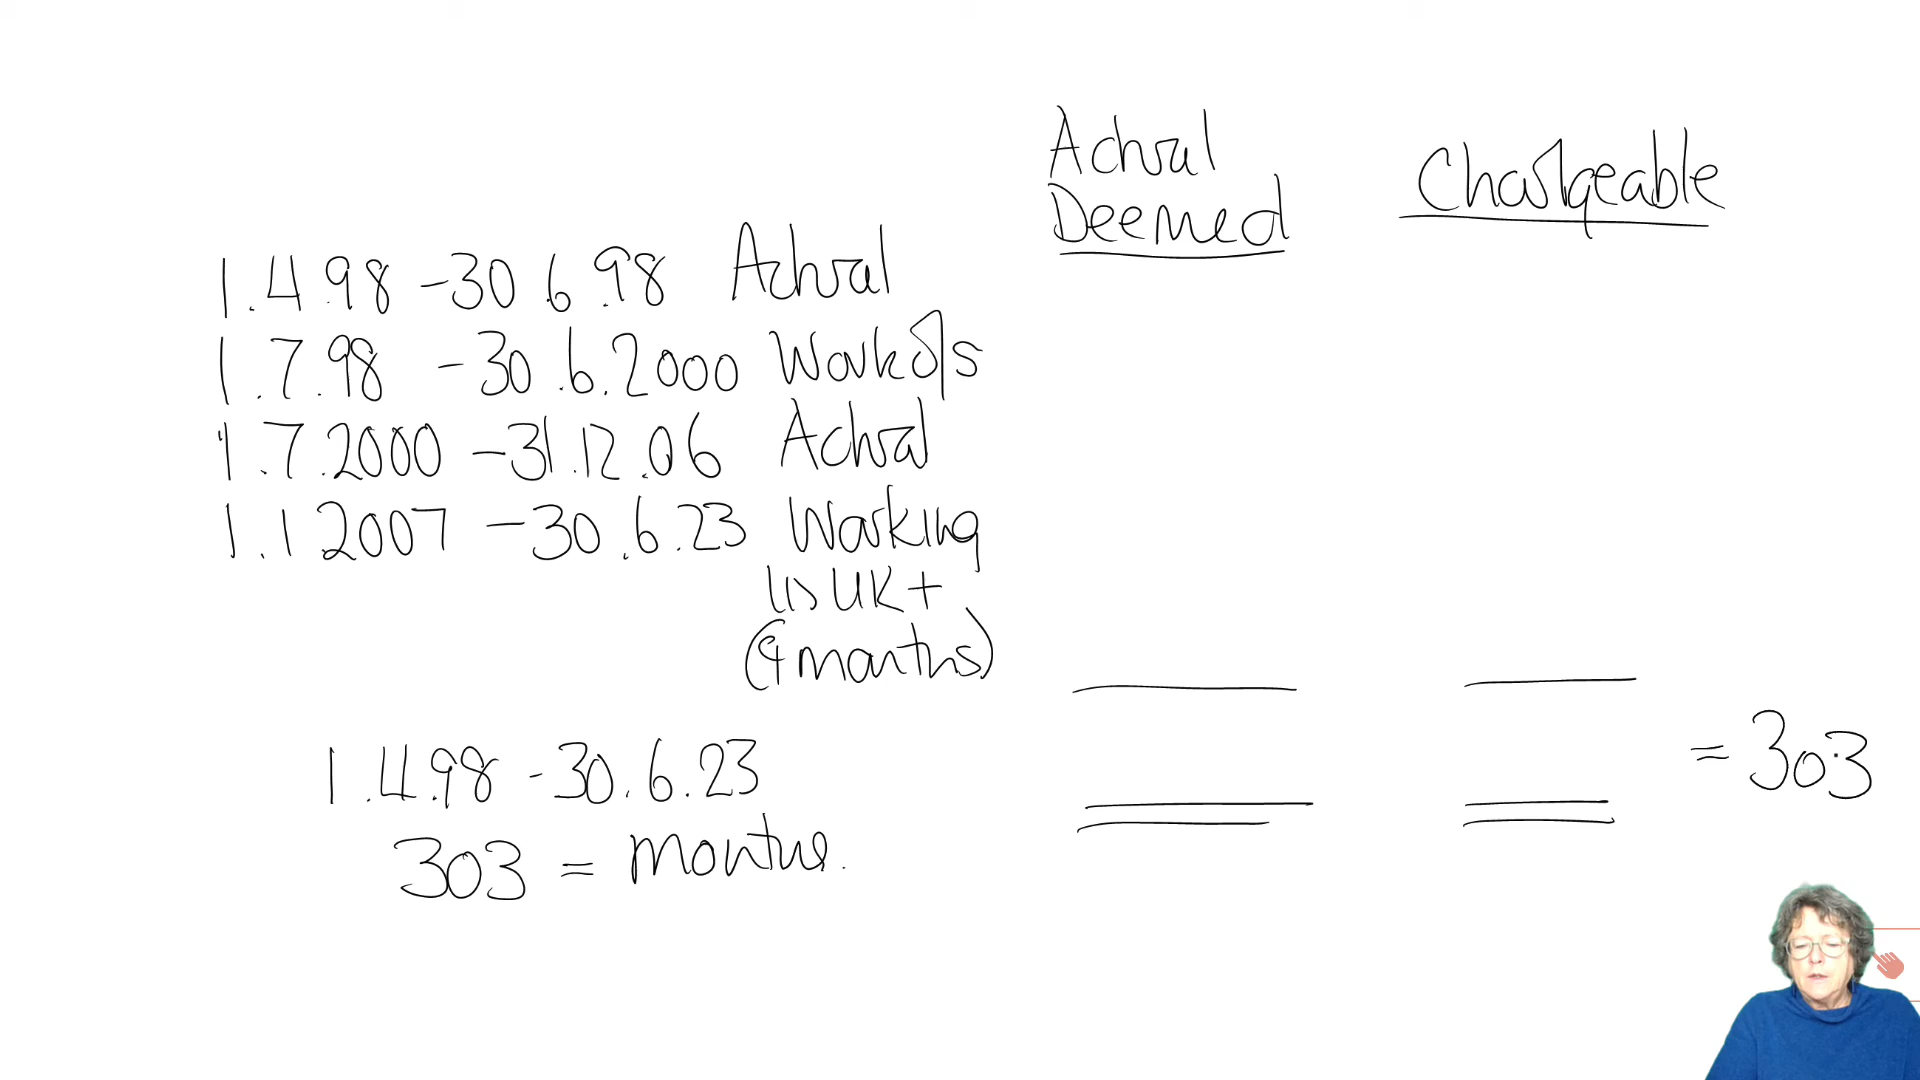 Actual
Deemed
Chargeable
1.4.98 - 30.6.98 Actual
1.7.98 - 30.6.2000 Work o/s
1.7.2000 - 31.12.06 Actual
1.1.2007 - 30.6.23 Working
in UK +
(9 months)
1.4.98 - 30.6.23
303 = months.
= 303